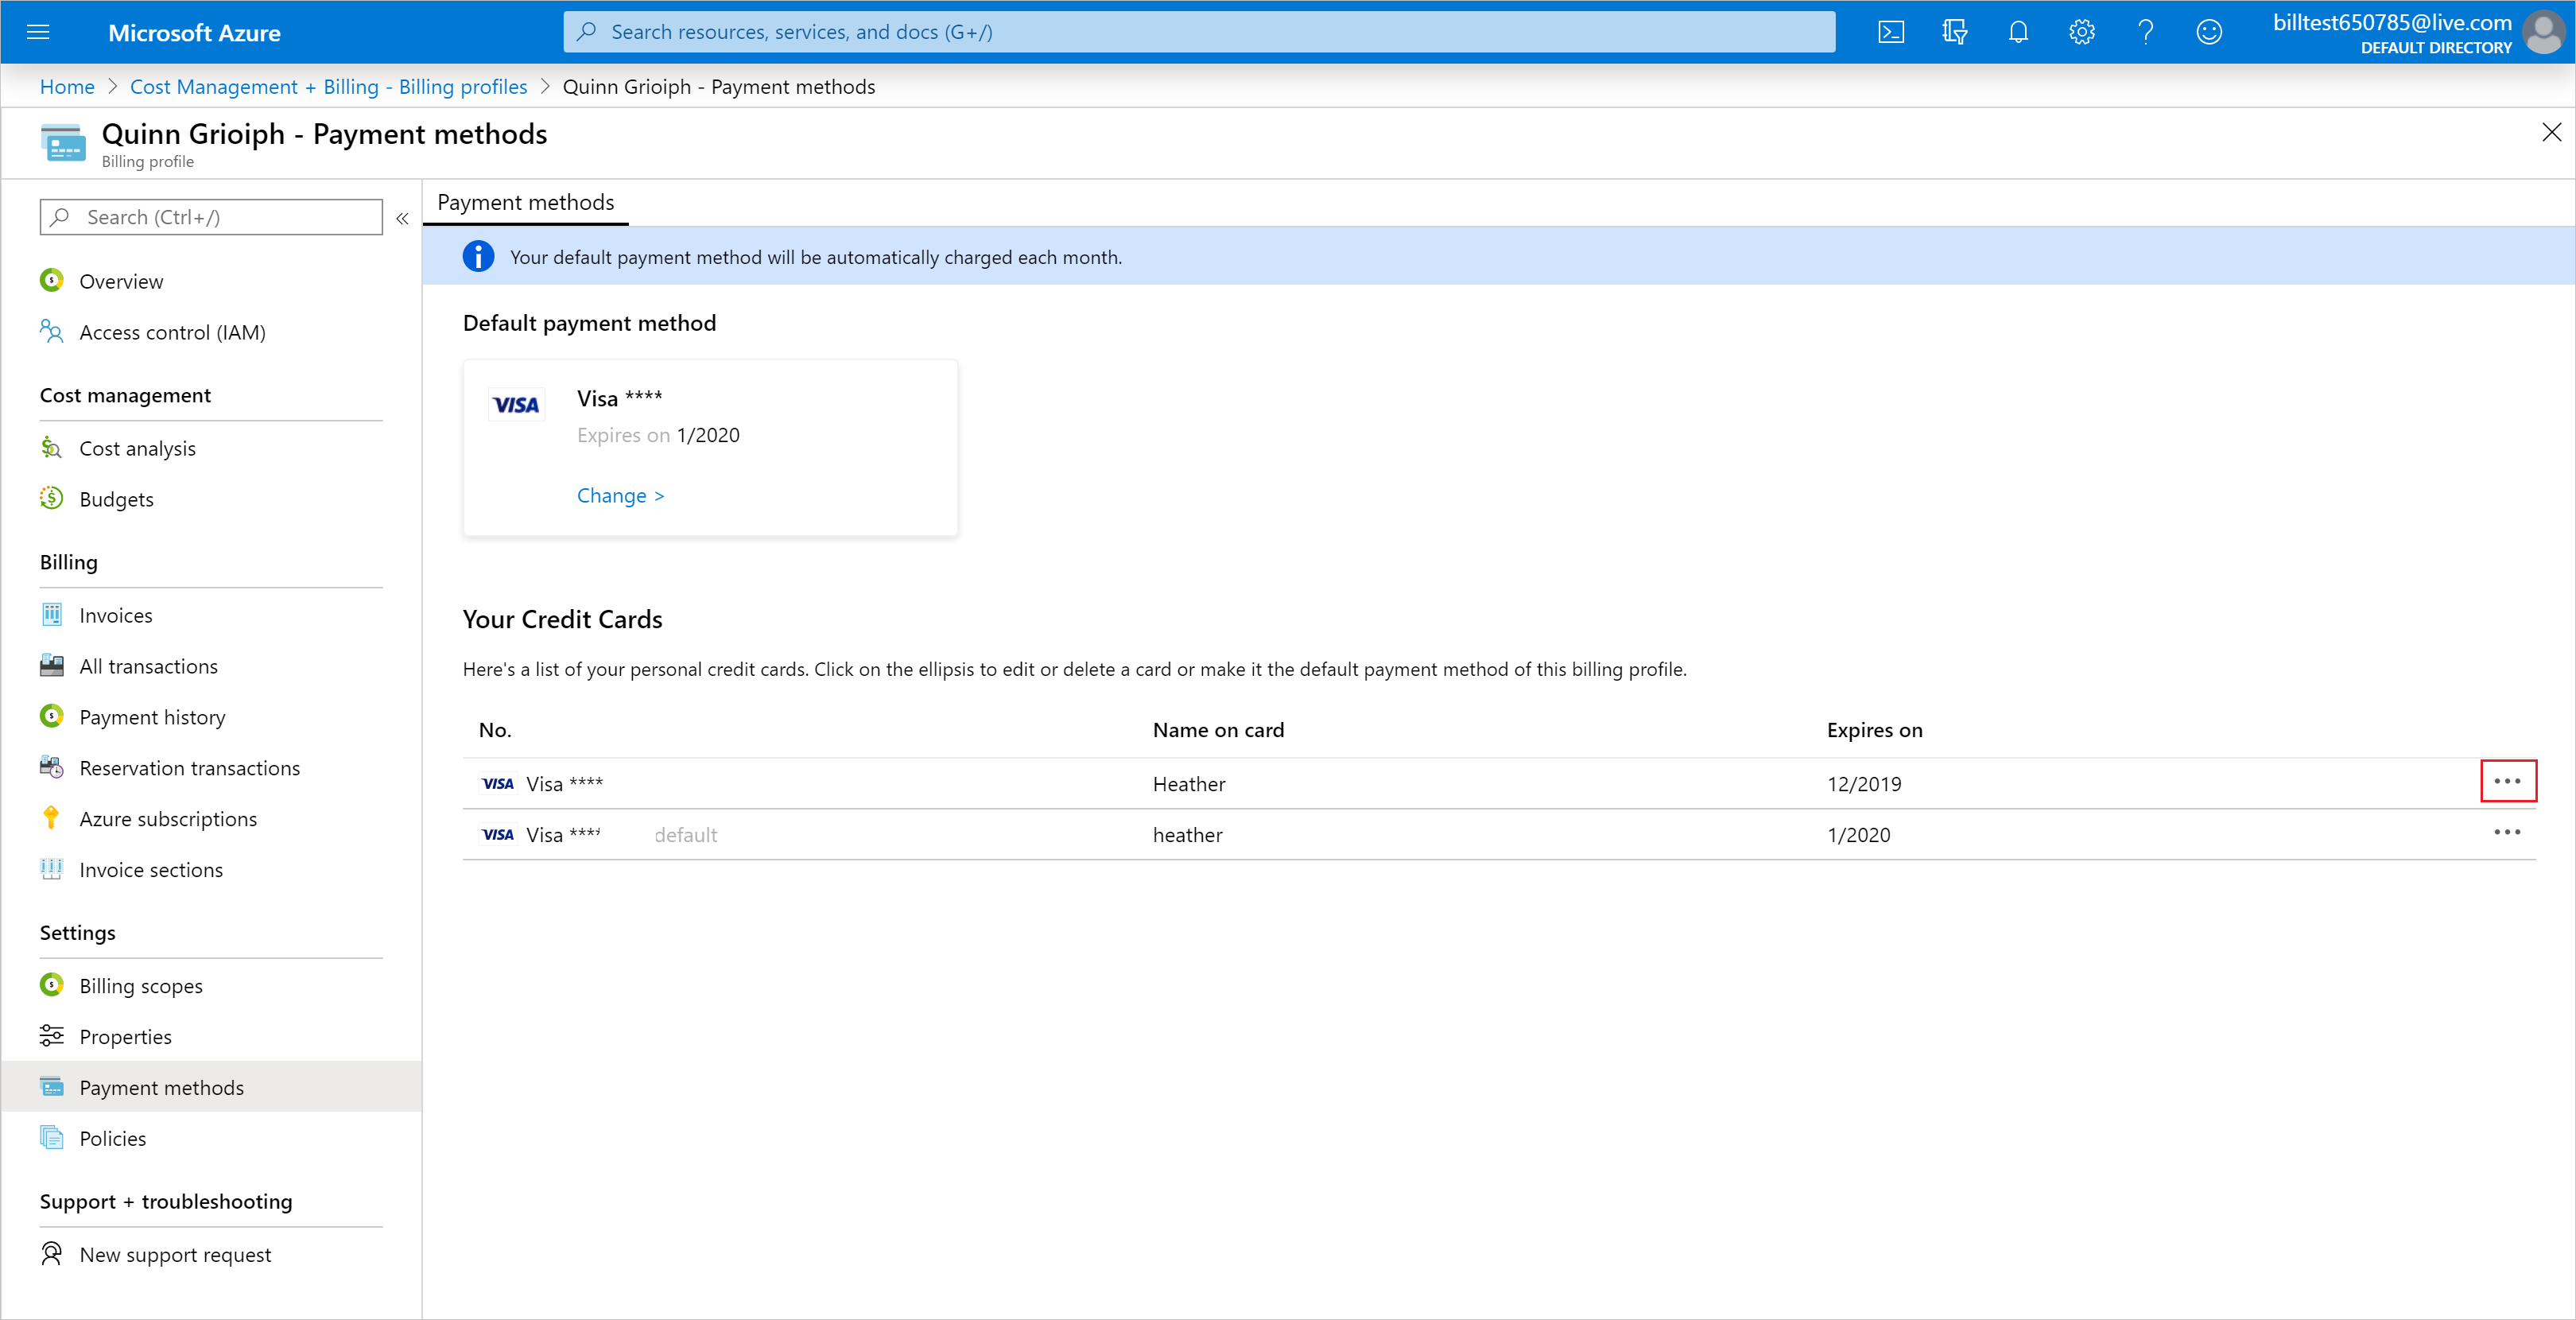 Microsoft Azure
Search resources, services, and docs (G+/)
billtest650785@live.com
DEFAULT DIRECTORY
Home > Cost Management + Billing - Billing profiles > Quinn Grioiph - Payment methods
Quinn Grioiph - Payment methods
Billing profile
Search (Ctrl+/)
«
Overview
Access control (IAM)
Cost management
Cost analysis
Budgets
Billing
Invoices
All transactions
Payment history
Reservation transactions
Azure subscriptions
Invoice sections
Settings
Billing scopes
Properties
Payment methods
Policies
Support + troubleshooting
New support request
Payment methods
Your default payment method will be automatically charged each month.
Default payment method
VISA Visa ****
Expires on 1/2020
Change >
Your Credit Cards
Here's a list of your personal credit cards. Click on the ellipsis to edit or delete a card or make it the default payment method of this billing profile.
No. Name on card Expires on
VISA Visa **** Heather 12/2019 •••
VISA Visa **** default heather 1/2020 •••